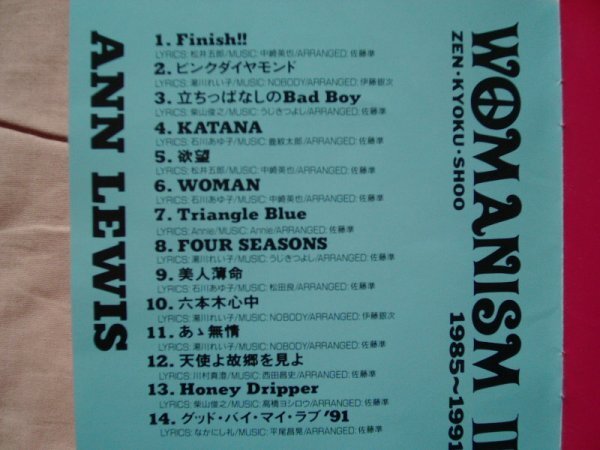 1. Finish!!
LYRICS: 松井五郎/MUSIC: 中崎英也/ARRANGED: 佐藤準
2. ピンクダイヤモンド
LYRICS: 湯川れい子/MUSIC: NOBODY/ARRANGED: 伊藤銀次
3. 立ちっぱなしのBad Boy
LYRICS: 柴山俊之/MUSIC: うじきつよし/ARRANGED: 佐藤準
4. KATANA
LYRICS: 石川あゆ子/MUSIC: 鹿紋太郎/ARRANGED: 佐藤準
5. 欲望
LYRICS: 松井五郎/MUSIC: 中崎英也/ARRANGED: 佐藤準
6. WOMAN
LYRICS: 石川あゆ子/MUSIC: 中崎英也/ARRANGED: 佐藤準
7. Triangle Blue
LYRICS: Annie/MUSIC: Annie/ARRANGED: 佐藤準
8. FOUR SEASONS
LYRICS: 湯川れい子/MUSIC: うじきつよし/ARRANGED: 佐藤準
9. 美人薄命
LYRICS: 石川あゆ子/MUSIC: 松田良/ARRANGED: 佐藤準
10. 六本木心中
LYRICS: 湯川れい子/MUSIC: NOBODY/ARRANGED: 伊藤銀次
11. あゝ無情
LYRICS: 湯川れい子/MUSIC: NOBODY/ARRANGED: 佐藤準
12. 天使よ故郷を見よ
LYRICS: 川村真澄/MUSIC: 西田昌史/ARRANGED: 佐藤準
13. Honey Dripper
LYRICS: 柴山俊之/MUSIC: 高橋ヨシロウ/ARRANGED: 佐藤準
14. グッド・バイ・マイ・ラブ '91
LYRICS: なかにし礼/MUSIC: 平尾昌晃/ARRANGED: 佐藤準
ANN LEWIS
WOMANISM II
ZEN・KYOKU・SHOO
1985〜1991